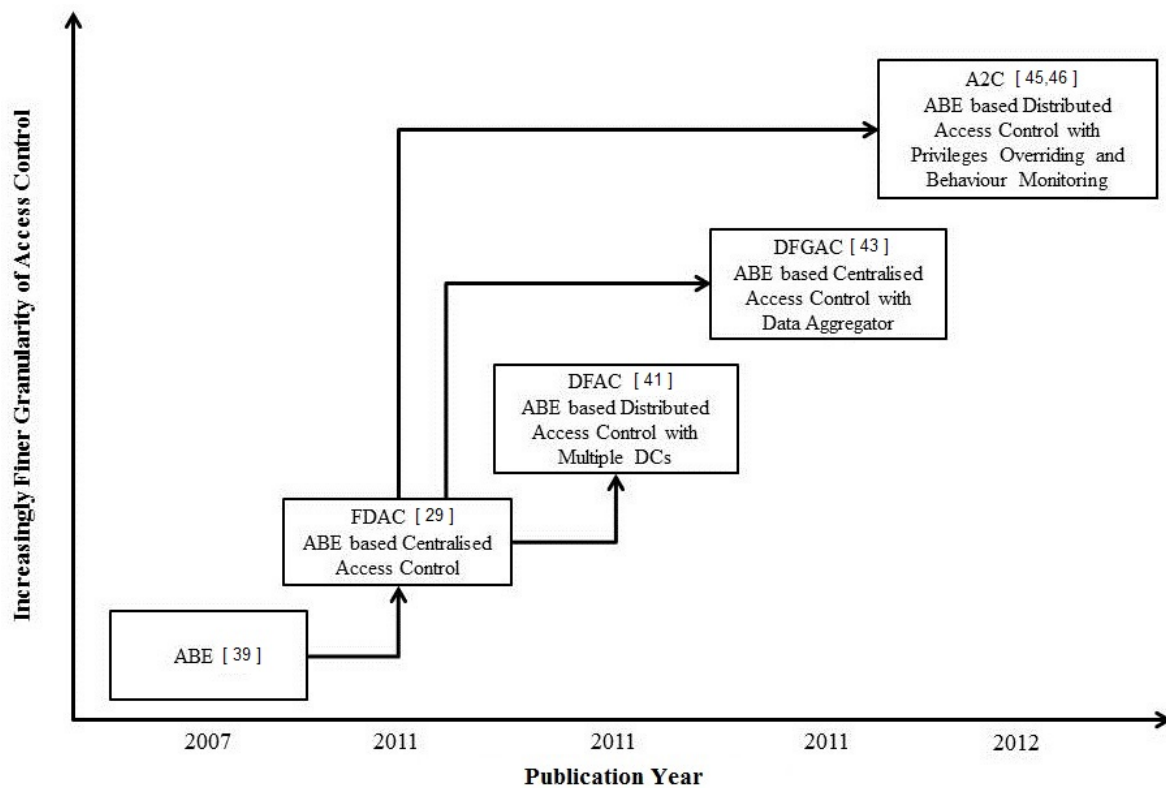 Increasingly Finer Granularity of Access Control
A2C [ 45,46 ]
ABE based Distributed
Access Control with
Privileges Overriding and
Behaviour Monitoring
DFGAC [ 43 ]
ABE based Centralised
Access Control with
Data Aggregator
DFAC [ 41 ]
ABE based Distributed
Access Control with
Multiple DCs
FDAC [ 29 ]
ABE based Centralised
Access Control
ABE [ 39 ]
2007 2011 2011 2011 2012
Publication Year